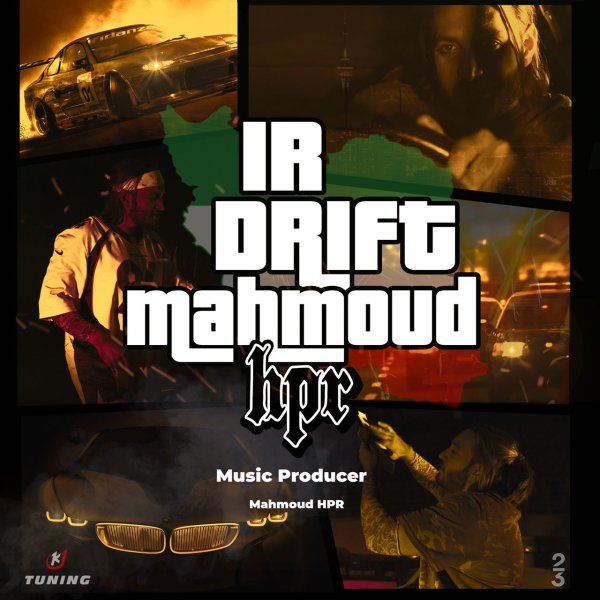 IR
DRIFT
mahmoud
hpr
Music Producer
Mahmoud HPR
TUNING
23